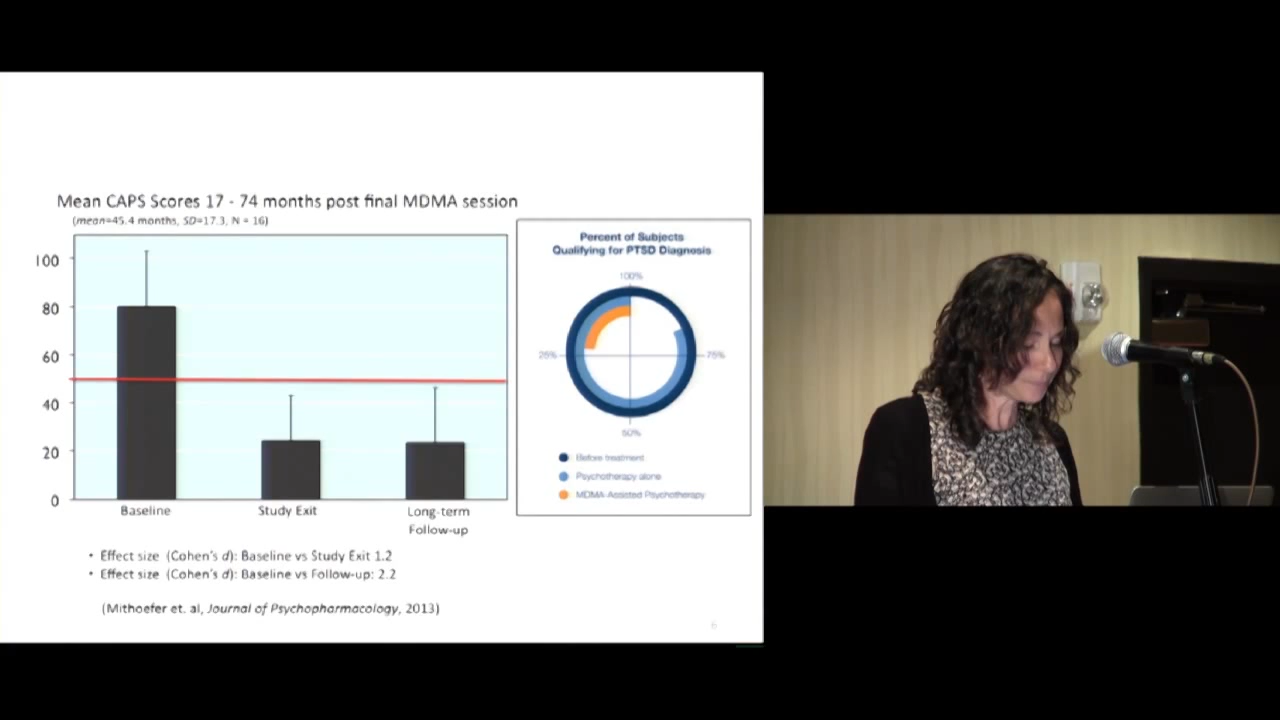 Mean CAPS Scores 17 - 74 months post final MDMA session
(mean=45.4 months, SD=17.3, N = 16)
100
80
60
40
20
0
Baseline
Study Exit
Long-term
Follow-up
Percent of Subjects
Qualifying for PTSD Diagnosis
100%
25%
75%
50%
Before treatment
Psychotherapy alone
MDMA-Assisted Psychotherapy
• Effect size (Cohen's d): Baseline vs Study Exit 1.2
• Effect size (Cohen's d): Baseline vs Follow-up: 2.2
(Mithoefer et. al, Journal of Psychopharmacology, 2013)
6